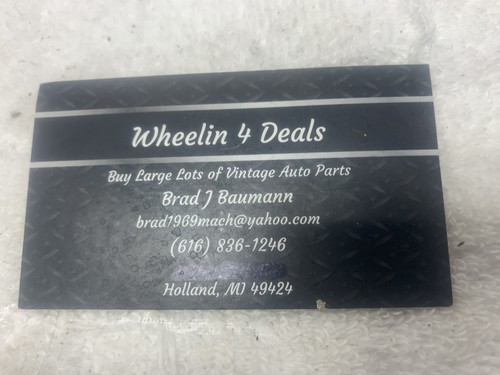 Wheelin 4 Deals
Buy Large Lots of Vintage Auto Parts
Brad J Baumann
brad1969mach@yahoo.com
(616) 836-1246
Holland, MI 49424